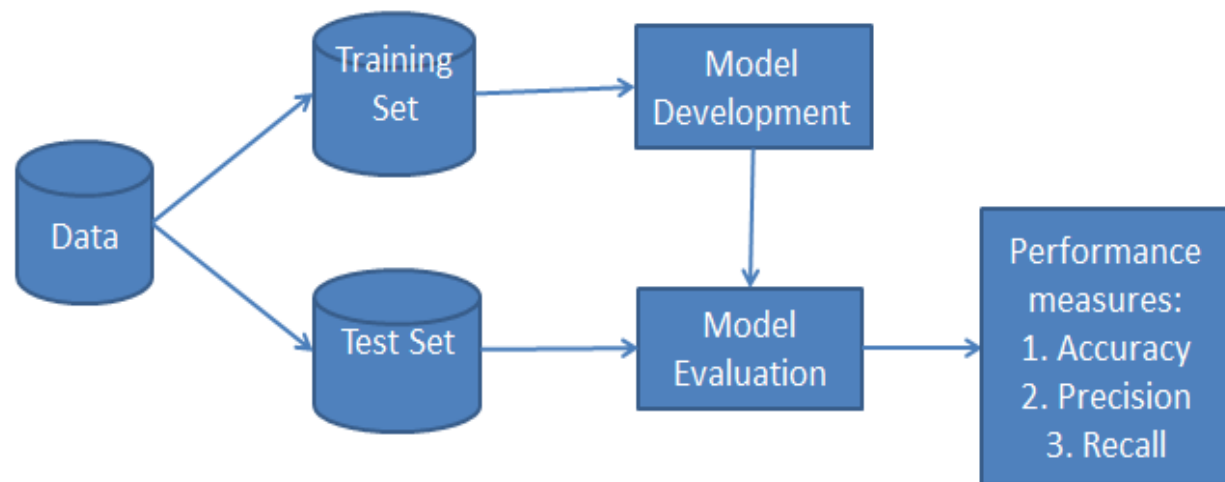 Training
Set
Model
Development
Data
Test Set
Model
Evaluation
Performance
measures:
1. Accuracy
2. Precision
3. Recall